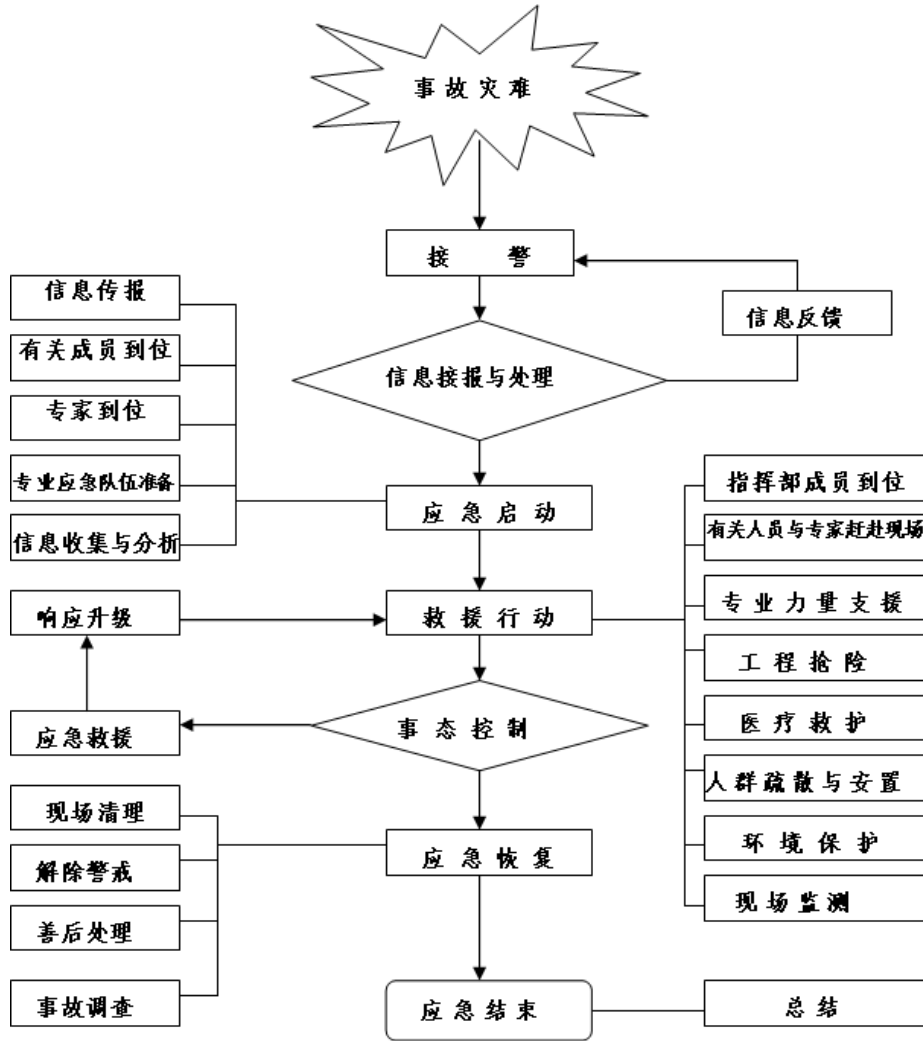 事故灾难
接 警
信息反馈
信息接报与处理
信息传报
有关成员到位
专家到位
专业应急队伍准备
信息收集与分析
应急启动
指挥部成员到位
有关人员与专家赶赴现场
专业力量支援
工程抢险
医疗救护
人群疏散与安置
环境保护
现场监测
响应升级
救援行动
应急救援
事态控制
现场清理
解除警戒
善后处理
事故调查
应急恢复
应急结束
总结